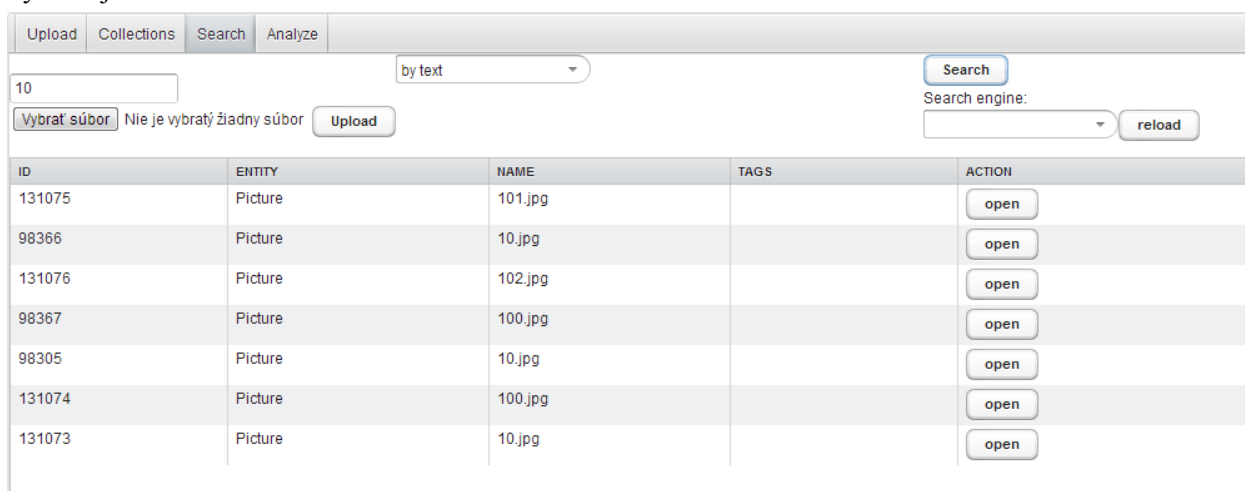 Upload Collections Search Analyze
by text Search
10
Search engine:
Vybrať súbor Nie je vybratý žiadny súbor Upload reload
ID ENTITY NAME TAGS ACTION
131075 Picture 101.jpg open
98366 Picture 10.jpg open
131076 Picture 102.jpg open
98367 Picture 100.jpg open
98305 Picture 10.jpg open
131074 Picture 100.jpg open
131073 Picture 10.jpg open